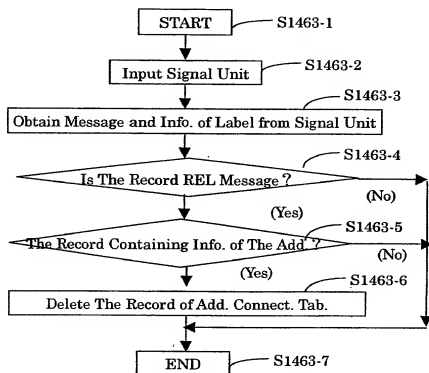 START
S1463-1
S1463-2
Input Signal Unit
S1463-3
Obtain Message and Info. of Label from Signal Unit
S1463-4
Is The Record REL Message ?
(No)
(Yes)
S1463-5
The Record Containing Info. of The Add. ?
(No)
(Yes)
S1463-6
Delete The Record of Add. Connect. Tab.
END
S1463-7